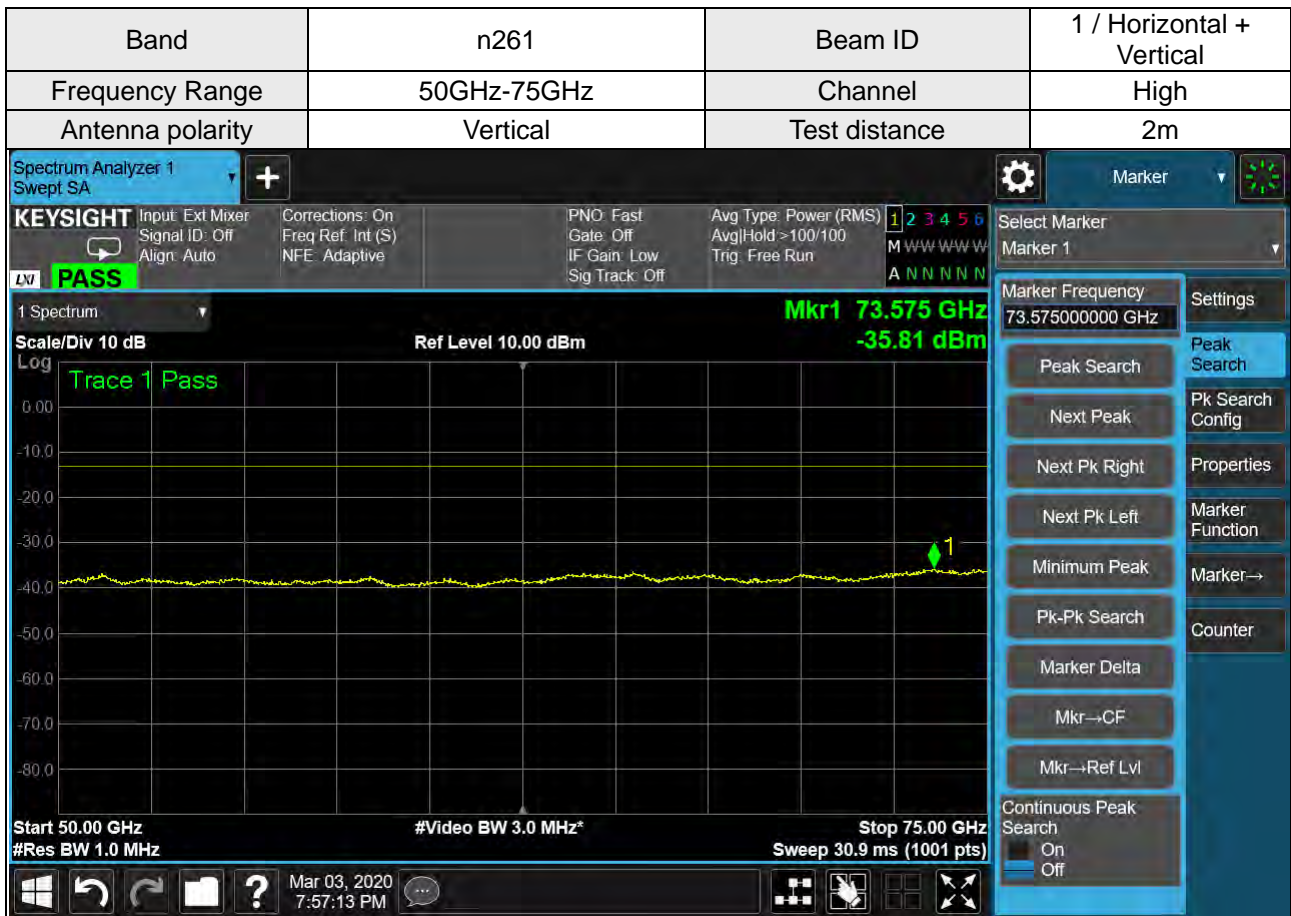 Band n261 Beam ID 1 / Horizontal + Vertical
Frequency Range 50GHz-75GHz Channel High
Antenna polarity Vertical Test distance 2m
Spectrum Analyzer 1
Swept SA
+
Marker
KEYSIGHT
LXI PASS
Input: Ext Mixer
Signal ID: Off
Align: Auto
Corrections: On
Freq Ref: Int (S)
NFE: Adaptive
PNO: Fast
Gate: Off
IF Gain: Low
Sig Track: Off
Avg Type: Power (RMS)
Avg|Hold >100/100
Trig: Free Run
1 2 3 4 5 6
M W W W W W
A N N N N N
Select Marker
Marker 1
1 Spectrum
Scale/Div 10 dB
Ref Level 10.00 dBm
Mkr1 73.575 GHz
-35.81 dBm
Log
Trace 1 Pass
0.00
-10.0
-20.0
-30.0
-40.0
-50.0
-60.0
-70.0
-80.0
1
Start 50.00 GHz
#Res BW 1.0 MHz
#Video BW 3.0 MHz*
Stop 75.00 GHz
Sweep 30.9 ms (1001 pts)
Marker Frequency
73.575000000 GHz
Peak Search
Next Peak
Next Pk Right
Next Pk Left
Minimum Peak
Pk-Pk Search
Marker Delta
Mkr→CF
Mkr→Ref Lvl
Continuous Peak
Search
On
Off
Settings
Peak
Search
Pk Search
Config
Properties
Marker
Function
Marker→
Counter
?
Mar 03, 2020
7:57:13 PM